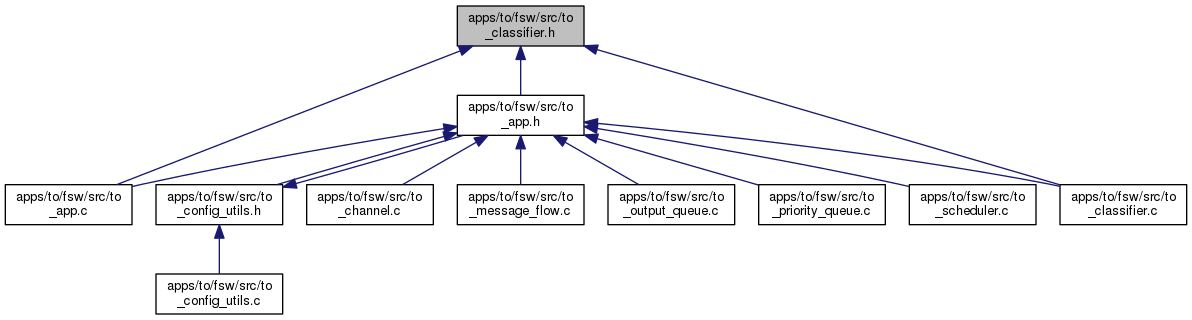 apps/to/fsw/src/to
_classifier.h
apps/to/fsw/src/to
_app.h
apps/to/fsw/src/to
_app.c
apps/to/fsw/src/to
_config_utils.h
apps/to/fsw/src/to
_channel.c
apps/to/fsw/src/to
_message_flow.c
apps/to/fsw/src/to
_output_queue.c
apps/to/fsw/src/to
_priority_queue.c
apps/to/fsw/src/to
_scheduler.c
apps/to/fsw/src/to
_classifier.c
apps/to/fsw/src/to
_config_utils.c